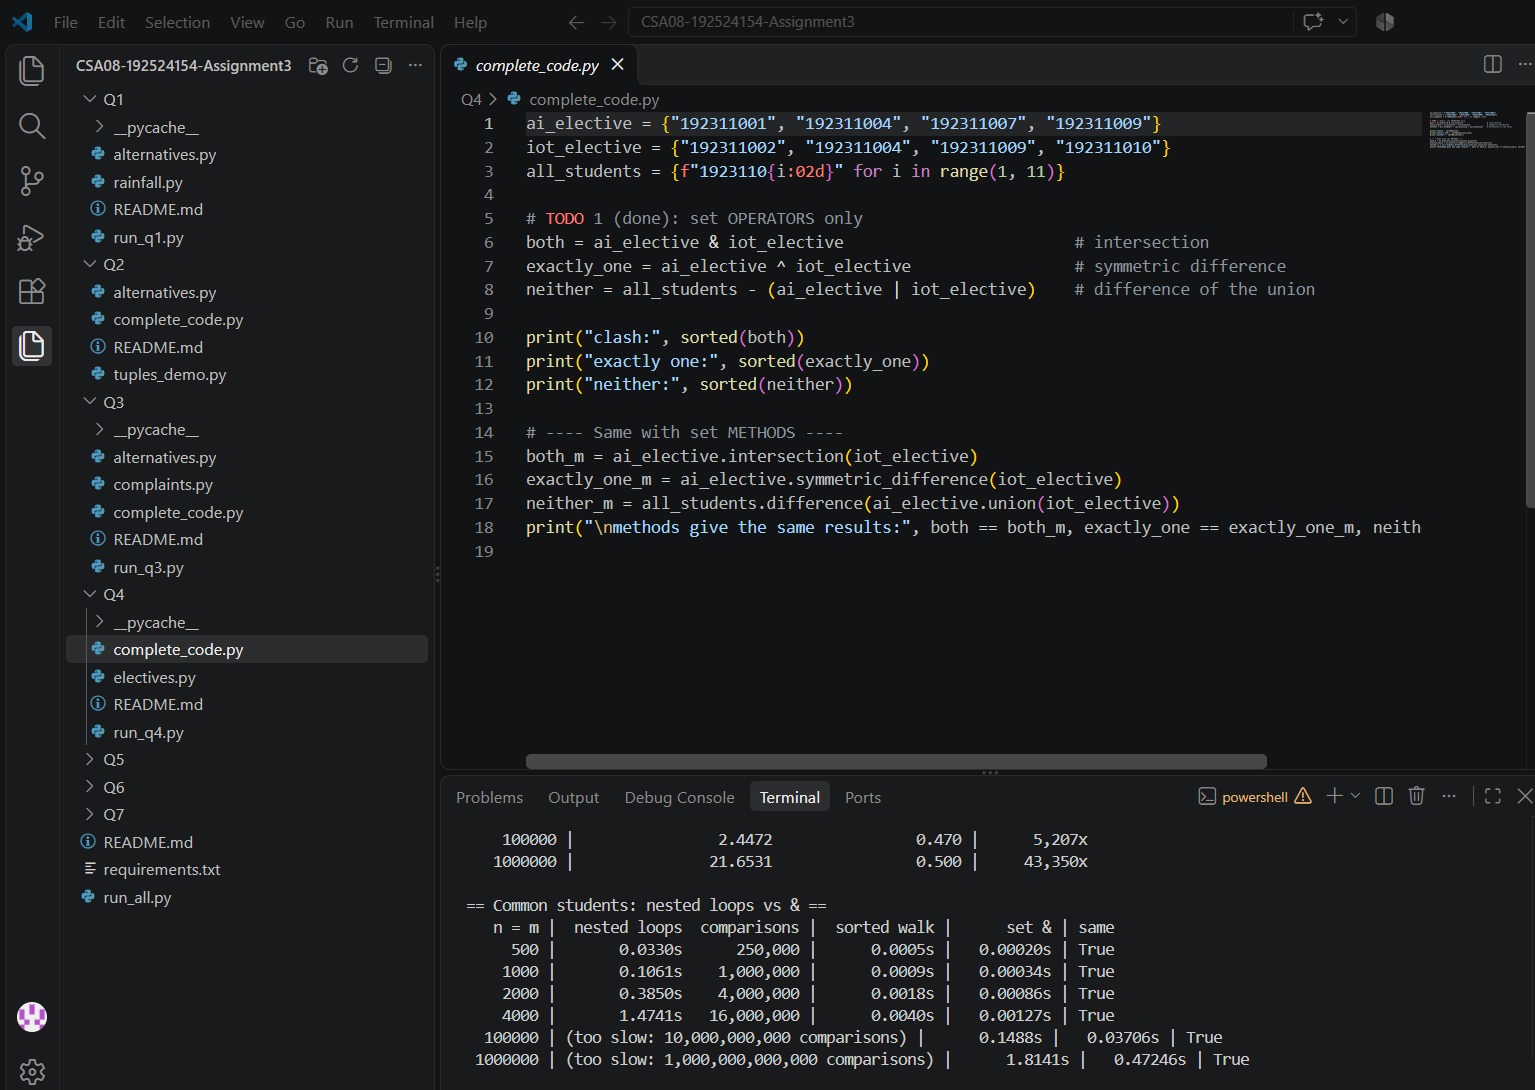 File Edit Selection View Go Run Terminal Help
CSA08-192524154-Assignment3
CSA08-192524154-Assignment3
Q1
__pycache__
alternatives.py
rainfall.py
README.md
run_q1.py
Q2
alternatives.py
complete_code.py
README.md
tuples_demo.py
Q3
__pycache__
alternatives.py
complaints.py
complete_code.py
README.md
run_q3.py
Q4
__pycache__
complete_code.py
electives.py
README.md
run_q4.py
Q5
Q6
Q7
README.md
requirements.txt
run_all.py
complete_code.py
Q4 > complete_code.py
1 ai_elective = {"192311001", "192311004", "192311007", "192311009"}
2 iot_elective = {"192311002", "192311004", "192311009", "192311010"}
3 all_students = {f"1923110{i:02d}" for i in range(1, 11)}
4
5 # TODO 1 (done): set OPERATORS only
6 both = ai_elective & iot_elective # intersection
7 exactly_one = ai_elective ^ iot_elective # symmetric difference
8 neither = all_students - (ai_elective | iot_elective) # difference of the union
9
10 print("clash:", sorted(both))
11 print("exactly one:", sorted(exactly_one))
12 print("neither:", sorted(neither))
13
14 # ---- Same with set METHODS ----
15 both_m = ai_elective.intersection(iot_elective)
16 exactly_one_m = ai_elective.symmetric_difference(iot_elective)
17 neither_m = all_students.difference(ai_elective.union(iot_elective))
18 print("\nmethods give the same results:", both == both_m, exactly_one == exactly_one_m, neith
19
Problems Output Debug Console Terminal Ports
powershell
100000 | 2.4472 0.470 | 5,207x
1000000 | 21.6531 0.500 | 43,350x
== Common students: nested loops vs & ==
n = m | nested loops comparisons | sorted walk | set & | same
500 | 0.0330s 250,000 | 0.0005s | 0.00020s | True
1000 | 0.1061s 1,000,000 | 0.0009s | 0.00034s | True
2000 | 0.3850s 4,000,000 | 0.0018s | 0.00086s | True
4000 | 1.4741s 16,000,000 | 0.0040s | 0.00127s | True
100000 | (too slow: 10,000,000,000 comparisons) | 0.1488s | 0.03706s | True
1000000 | (too slow: 1,000,000,000,000 comparisons) | 1.8141s | 0.47246s | True